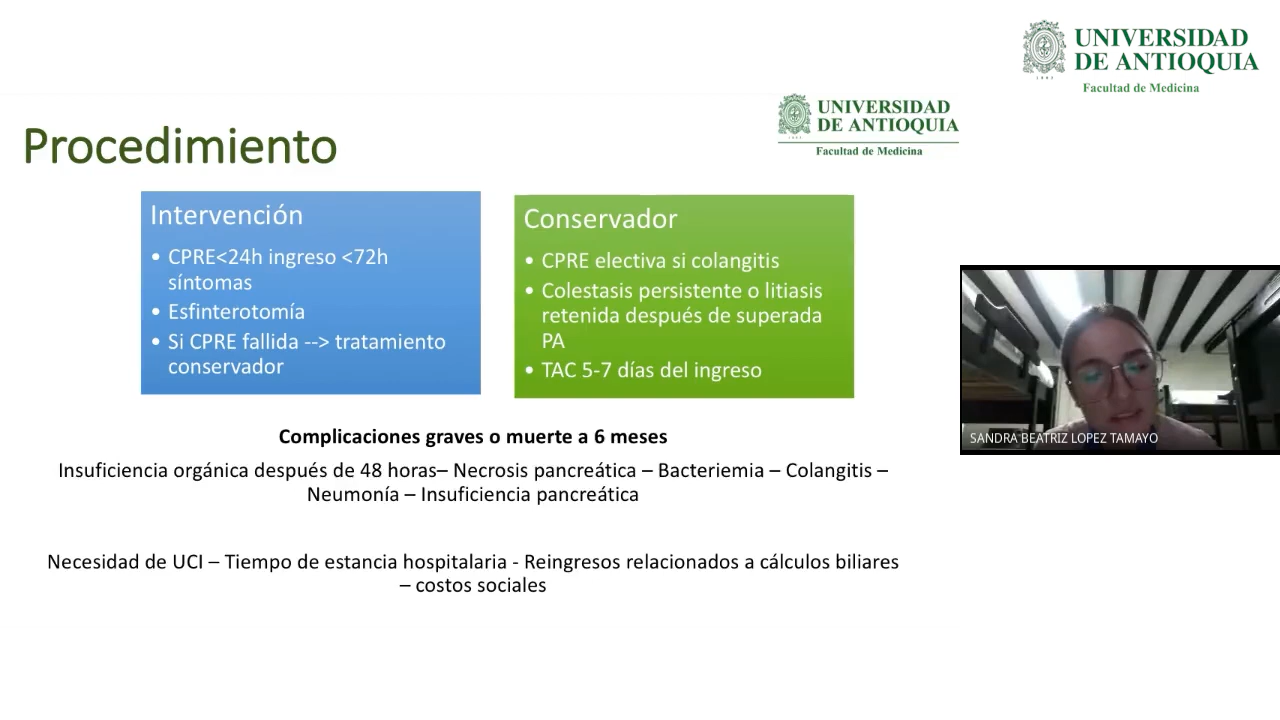 UNIVERSIDAD
DE ANTIOQUIA
Facultad de Medicina
UNIVERSIDAD
DE ANTIOQUIA
Facultad de Medicina
Procedimiento
Intervención
• CPRE<24h ingreso <72h
síntomas
• Esfinterotomía
• Si CPRE fallida --> tratamiento
conservador
Conservador
• CPRE electiva si colangitis
• Colestasis persistente o litiasis
retenida después de superada
PA
• TAC 5-7 días del ingreso
SANDRA BEATRIZ LOPEZ TAMAYO
Complicaciones graves o muerte a 6 meses
Insuficiencia orgánica después de 48 horas– Necrosis pancreática – Bacteriemia – Colangitis –
Neumonía – Insuficiencia pancreática
Necesidad de UCI – Tiempo de estancia hospitalaria - Reingresos relacionados a cálculos biliares
– costos sociales